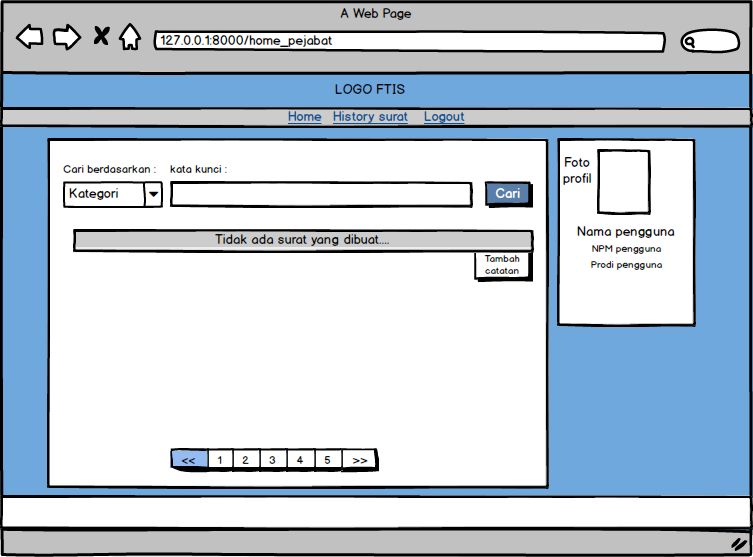 A Web Page
127.0.0.1:8000/home_pejabat
LOGO FTIS
Home History surat Logout
Cari berdasarkan : kata kunci :
Kategori Cari
Tidak ada surat yang dibuat....
Tambah
catatan
<< 1 2 3 4 5 >>
Foto
profil
Nama pengguna
NPM pengguna
Prodi pengguna